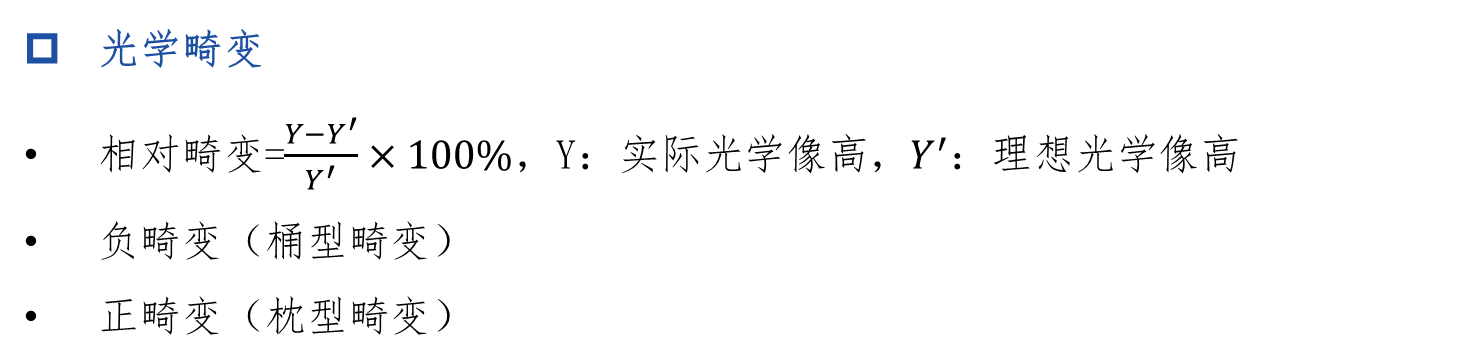 光学畸变
• 相对畸变=\frac{Y-Y'}{Y'}×100%，Y：实际光学像高，Y'：理想光学像高
• 负畸变（桶型畸变）
• 正畸变（枕型畸变）